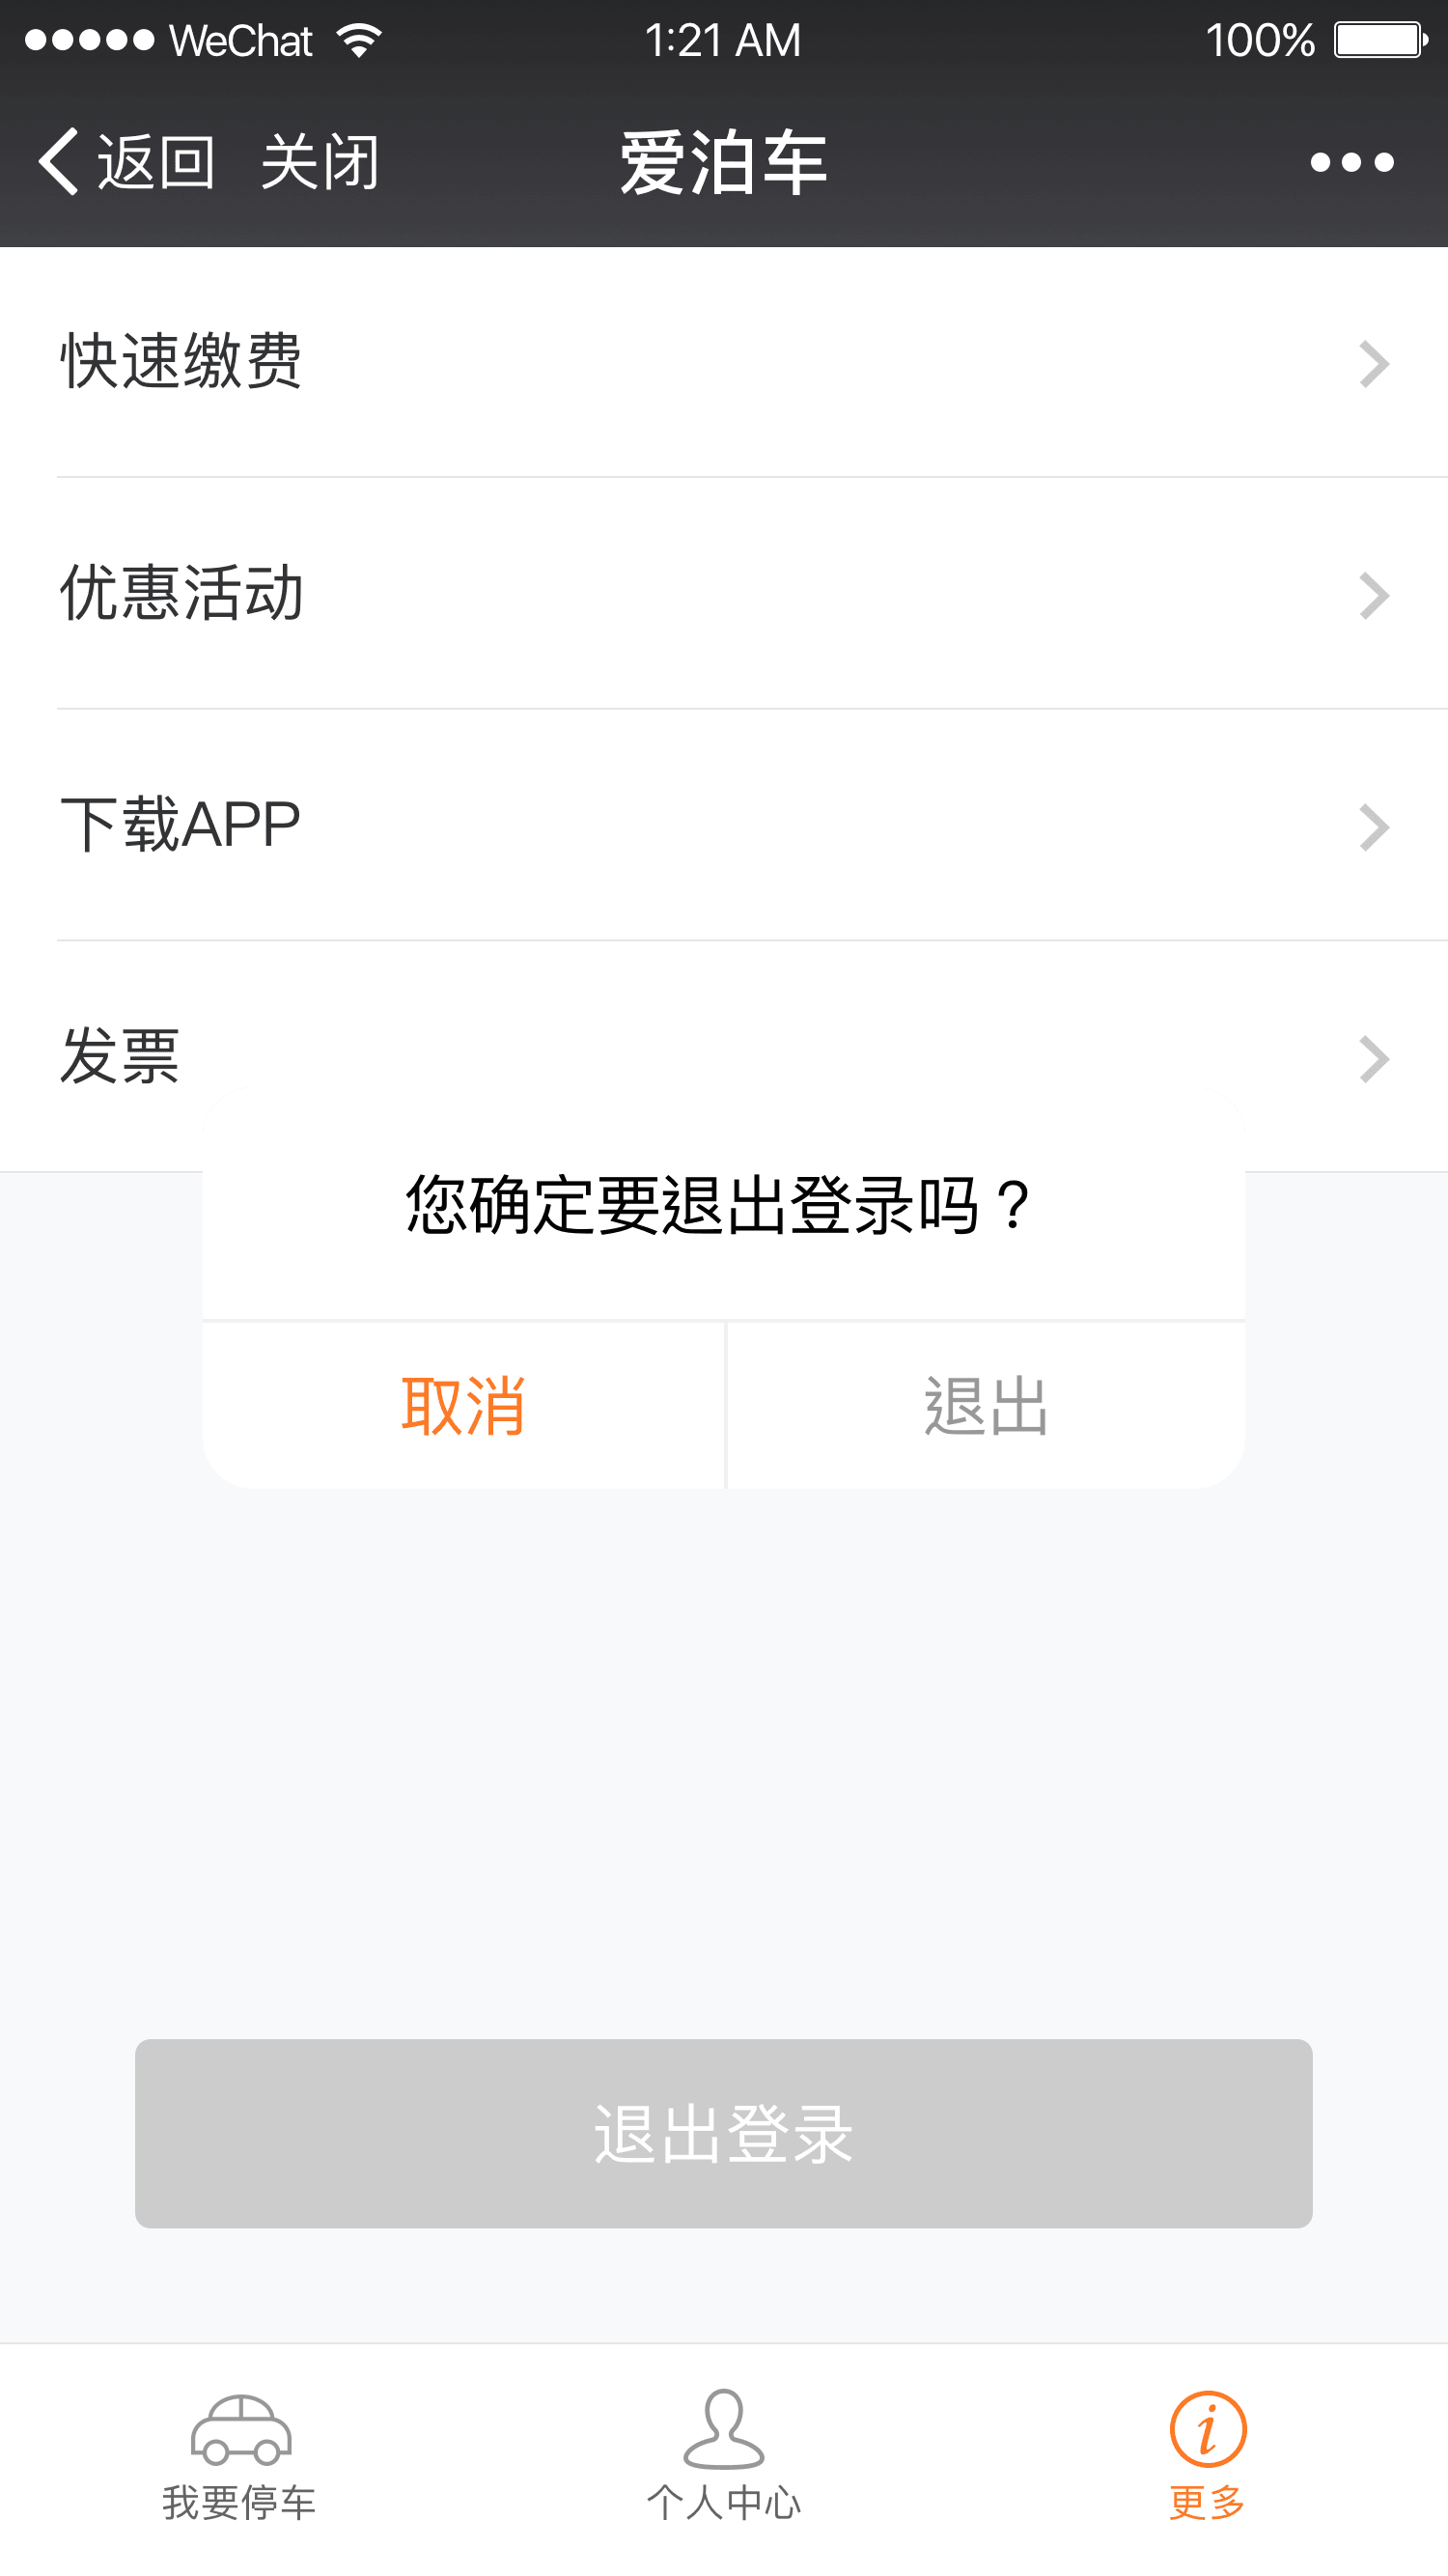 WeChat 1:21 AM 100%
返回 关闭 爱泊车
快速缴费
优惠活动
下载APP
发票
您确定要退出登录吗？
取消 退出
退出登录
我要停车 个人中心 更多